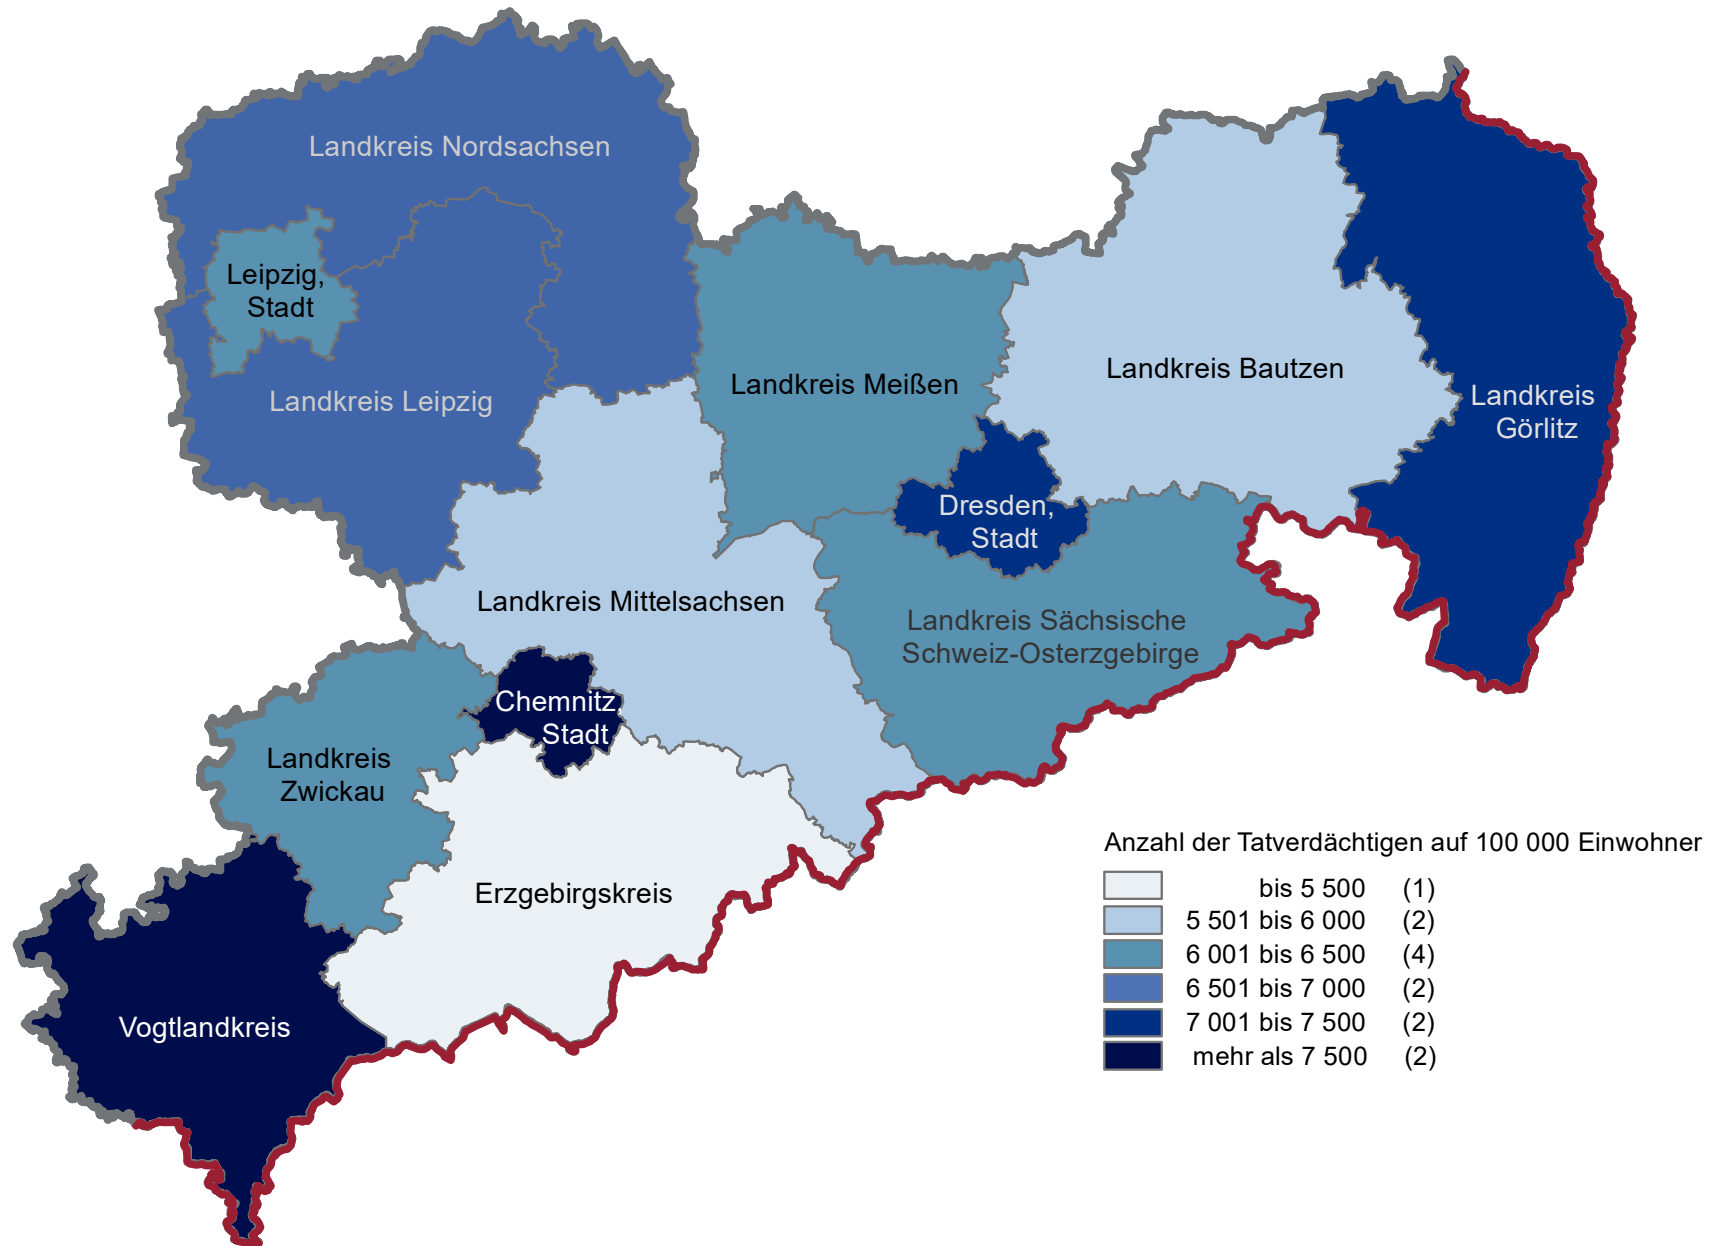 Landkreis Nordsachsen
Leipzig,
Stadt
Landkreis Leipzig
Landkreis Meißen
Landkreis Bautzen
Landkreis
Görlitz
Dresden,
Stadt
Landkreis Mittelsachsen
Landkreis Sächsische
Schweiz-Osterzgebirge
Chemnitz,
Stadt
Landkreis
Zwickau
Erzgebirgskreis
Vogtlandkreis
Anzahl der Tatverdächtigen auf 100 000 Einwohner
bis 5 500 (1)
5 501 bis 6 000 (2)
6 001 bis 6 500 (4)
6 501 bis 7 000 (2)
7 001 bis 7 500 (2)
mehr als 7 500 (2)